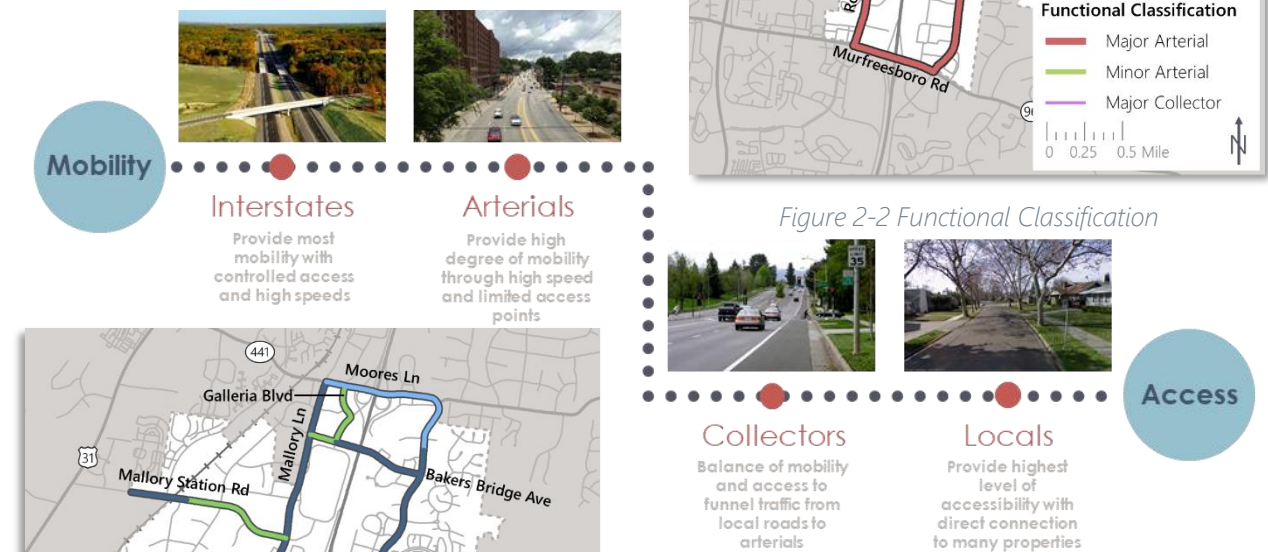 Functional Classification
Major Arterial
Minor Arterial
Major Collector
0 0.25 0.5 Mile
N
Murfreesboro Rd
Mobility
Interstates
Provide most
mobility with
controlled access
and high speeds
Arterials
Provide high
degree of mobility
through high speed
and limited access
points
Figure 2-2 Functional Classification
35
Collectors
Balance of mobility
and access to
funnel traffic from
local roads to
arterials
Locals
Provide highest
level of
accessibility with
direct connection
to many properties
Access
441
Moores Ln
Galleria Blvd
Mallory Ln
31
Mallory Station Rd
Bakers Bridge Ave